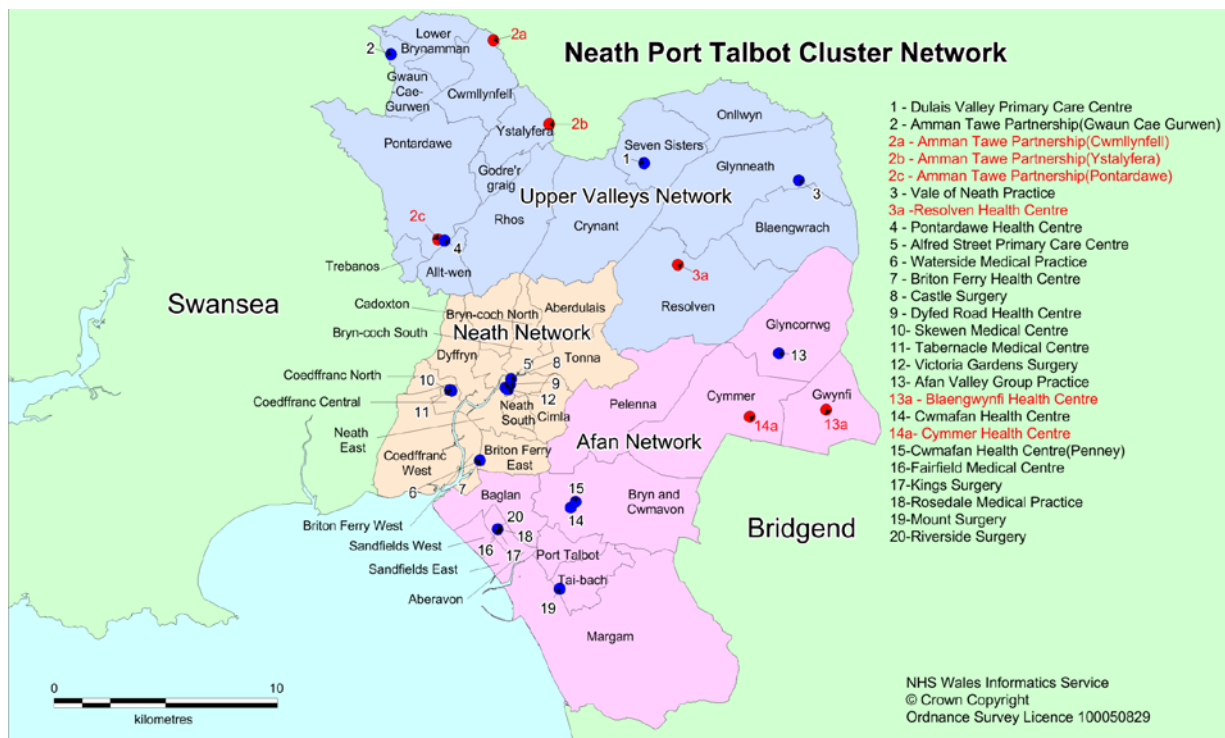 Neath Port Talbot Cluster Network
Lower
Brynamman
2a
2
Gwaun
-Cae-
Gurwen
Cwmllynfell
Ystalyfera
2b
Pontardawe
Godre'r
graig
Onllwyn
Seven Sisters
1
Glynneath
3
Upper Valleys Network
Rhos
Crynant
Blaengwrach
2c
4
Trebanos
Allt-wen
3a
Resolven
Swansea
Cadoxton
Bryn-coch North
Aberdulais
Bryn-coch South
Neath Network
Dyffryn
5
8
Tonna
Coedffranc North
10
9
Coedffranc Central
12
11
Neath
South
Cimla
Neath
East
Coedffranc
West
Briton Ferry
East
6
7
Briton Ferry West
Glyncorrwg
13
Pelenna
Cymmer
Gwynfi
14a
13a
Afan Network
Baglan
15
14
Bryn and
Cwmavon
20
Sandfields West
16
18
17
Port Talbot
Sandfields East
Tai-bach
Aberavon
19
Margam
Bridgend
1 - Dulais Valley Primary Care Centre
2 - Amman Tawe Partnership(Gwaun Cae Gurwen)
2a - Amman Tawe Partnership(Cwmllynfell)
2b - Amman Tawe Partnership(Ystalyfera)
2c - Amman Tawe Partnership(Pontardawe)
3 - Vale of Neath Practice
3a -Resolven Health Centre
4 - Pontardawe Health Centre
5 - Alfred Street Primary Care Centre
6 - Waterside Medical Practice
7 - Briton Ferry Health Centre
8 - Castle Surgery
9 - Dyfed Road Health Centre
10- Skewen Medical Centre
11- Tabernacle Medical Centre
12- Victoria Gardens Surgery
13- Afan Valley Group Practice
13a - Blaengwynfi Health Centre
14- Cwmafan Health Centre
14a- Cymmer Health Centre
15-Cwmafan Health Centre(Penney)
16-Fairfield Medical Centre
17-Kings Surgery
18-Rosedale Medical Practice
19-Mount Surgery
20-Riverside Surgery
0
10
kilometres
NHS Wales Informatics Service
© Crown Copyright
Ordnance Survey Licence 100050829